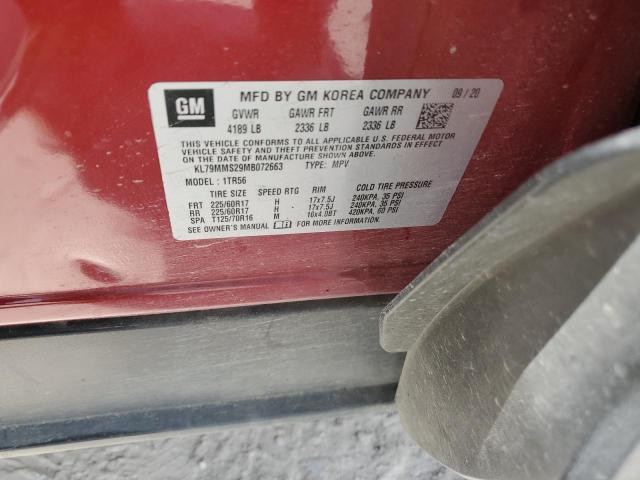 GM
MFD BY GM KOREA COMPANY 09/20
GVWR GAWR FRT GAWR RR
4189 LB 2336 LB 2336 LB
THIS VEHICLE CONFORMS TO ALL APPLICABLE U.S. FEDERAL MOTOR
VEHICLE SAFETY, BUMPER, AND THEFT PREVENTION STANDARDS IN
EFFECT ON THE DATE OF MANUFACTURE SHOWN ABOVE.
KL79MMS29MB072663 TYPE: MPV
MODEL: 1TR56
TIRE SIZE SPEED RTG RIM COLD TIRE PRESSURE
FRT 225/60R17 H 17x7.5J 240KPA, 35 PSI
RR 225/60R17 H 17x7.5J 240KPA, 35 PSI
SPA T125/70R16 - 16x4.0BT 420KPA, 60 PSI
SEE OWNER'S MANUAL FOR MORE INFORMATION.